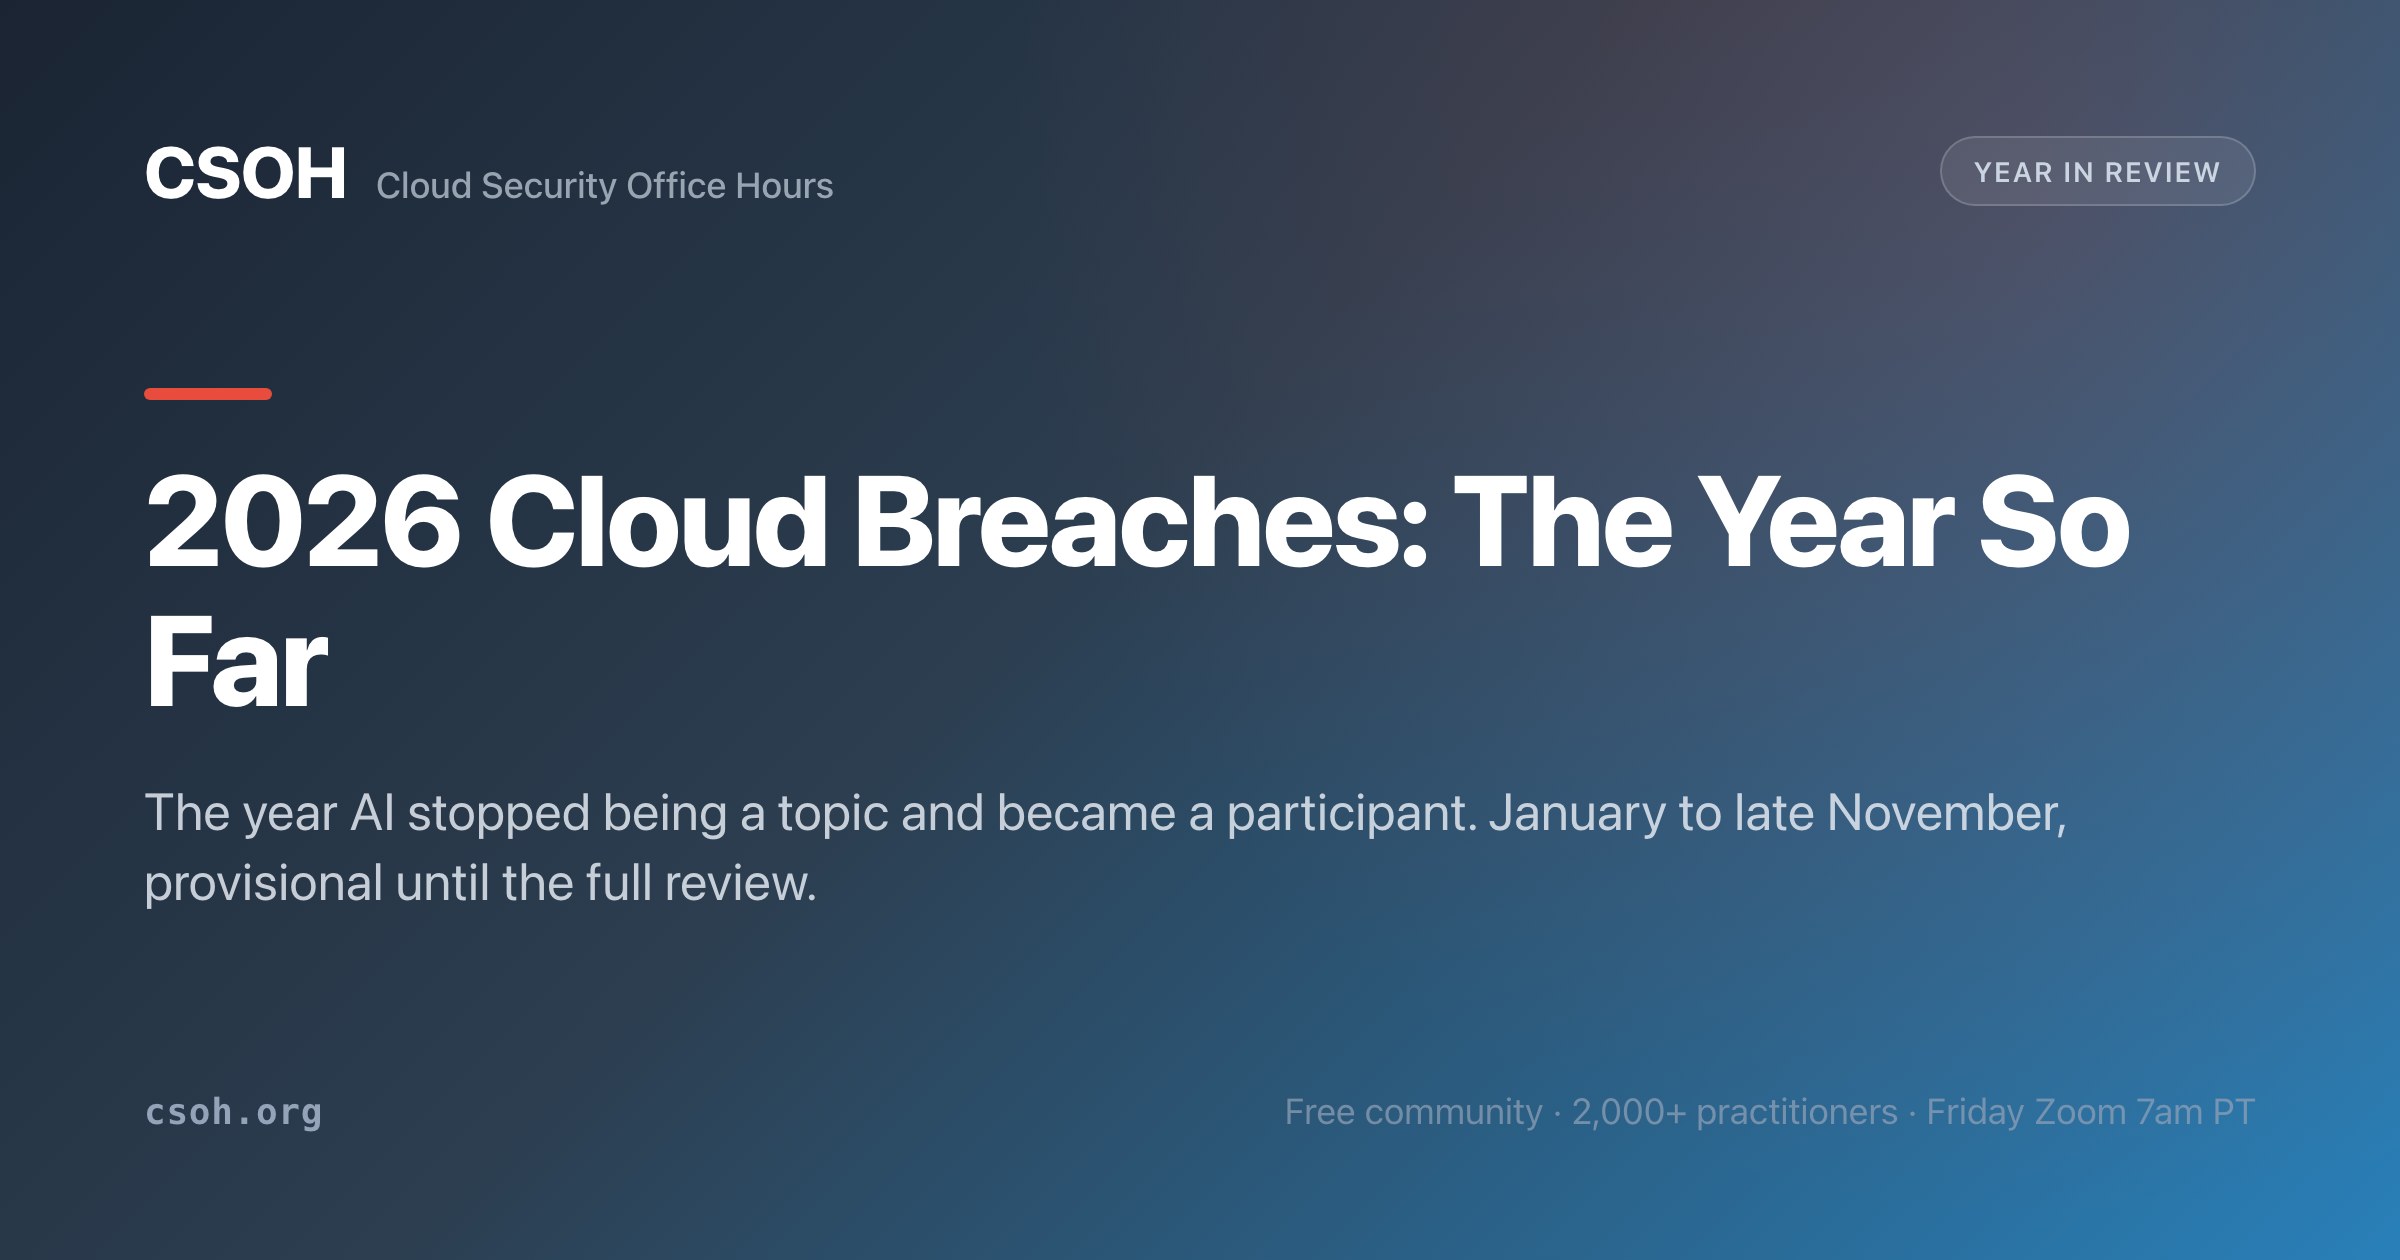 CSOH Cloud Security Office Hours
YEAR IN REVIEW
2026 Cloud Breaches: The Year So
Far
The year AI stopped being a topic and became a participant. January to late November,
provisional until the full review.
csoh.org
Free community · 2,000+ practitioners · Friday Zoom 7am PT